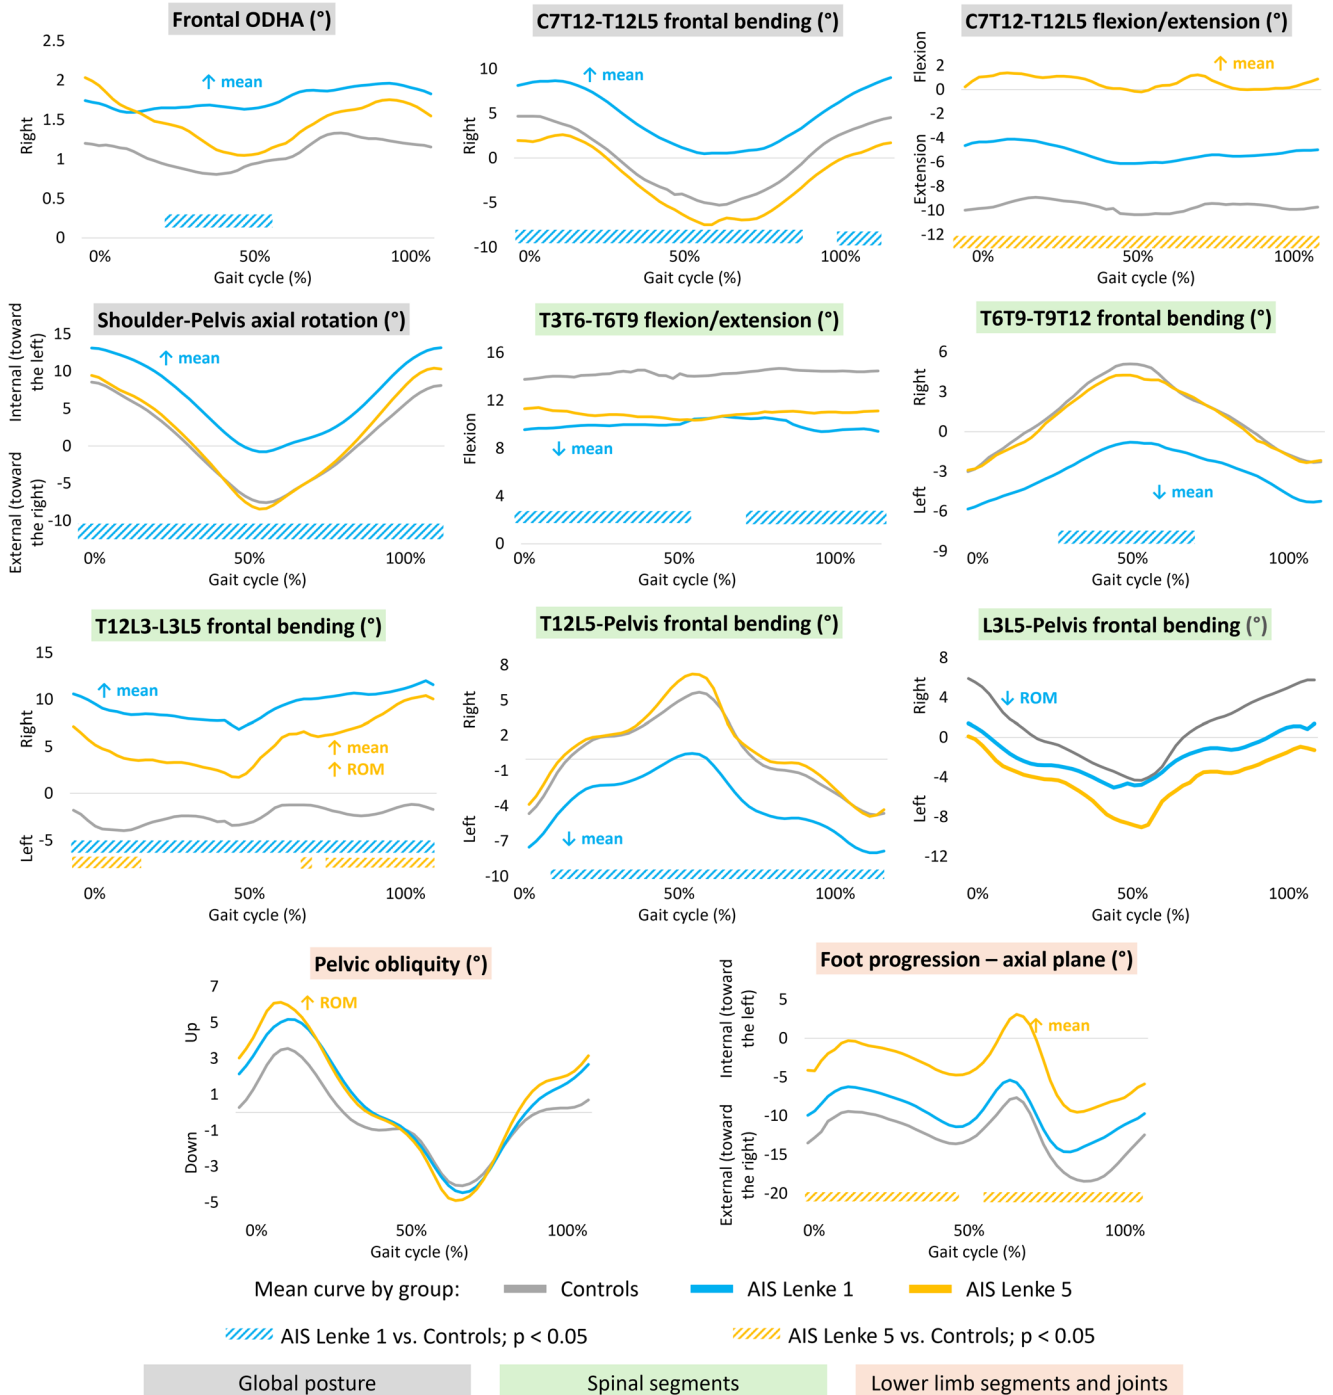 Frontal ODHA (°)
2.5
2
1.5
1
0.5
0
Right
↑ mean
0%
50%
100%
Gait cycle (%)
C7T12-T12L5 frontal bending (°)
10
5
0
-5
-10
↑ mean
0%
50%
100%
Gait cycle (%)
C7T12-T12L5 flexion/extension (°)
Flexion
Extension
2
0
-2
-4
-6
-8
-10
-12
↑ mean
0%
50%
100%
Gait cycle (%)
Shoulder-Pelvis axial rotation (°)
Internal (toward
the left)
External (toward
the right)
15
10
5
0
-5
-10
↑ mean
0%
50%
100%
Gait cycle (%)
T3T6-T6T9 flexion/extension (°)
Flexion
16
12
8
4
0
↓ mean
0%
50%
100%
Gait cycle (%)
T6T9-T9T12 frontal bending (°)
Right
Left
6
3
0
-3
-6
-9
↓ mean
0%
50%
100%
Gait cycle (%)
T12L3-L3L5 frontal bending (°)
Right
Left
15
10
5
0
-5
↑ mean
↑ mean
↑ ROM
0%
50%
100%
Gait cycle (%)
T12L5-Pelvis frontal bending (°)
Right
Left
8
5
2
-1
-4
-7
-10
↓ mean
0%
50%
100%
Gait cycle (%)
L3L5-Pelvis frontal bending (°)
Right
Left
8
4
0
-4
-8
-12
↓ ROM
0%
50%
100%
Gait cycle (%)
Pelvic obliquity (°)
Up
Down
7
5
3
1
-1
-3
-5
↑ ROM
0%
50%
100%
Gait cycle (%)
Foot progression – axial plane (°)
Internal (toward
the left)
External (toward
the right)
5
0
-5
-10
-15
-20
↑ mean
0%
50%
100%
Gait cycle (%)
Mean curve by group: Controls AIS Lenke 1 AIS Lenke 5
AIS Lenke 1 vs. Controls; p < 0.05 AIS Lenke 5 vs. Controls; p < 0.05
Global posture Spinal segments Lower limb segments and joints